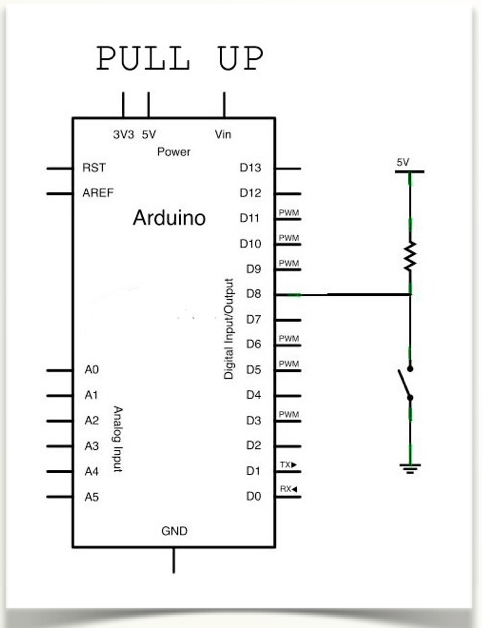 PULL UP
3V3 5V Vin
Power
RST D13
AREF D12
Arduino
D11 PWM
D10 PWM
D9 PWM
D8
D7
D6 PWM
Digital Input/Output
A0 D5 PWM
A1 D4
A2 D3 PWM
A3 D2
A4 D1 TX▶
A5 D0 RX◀
Analog Input
GND
5V